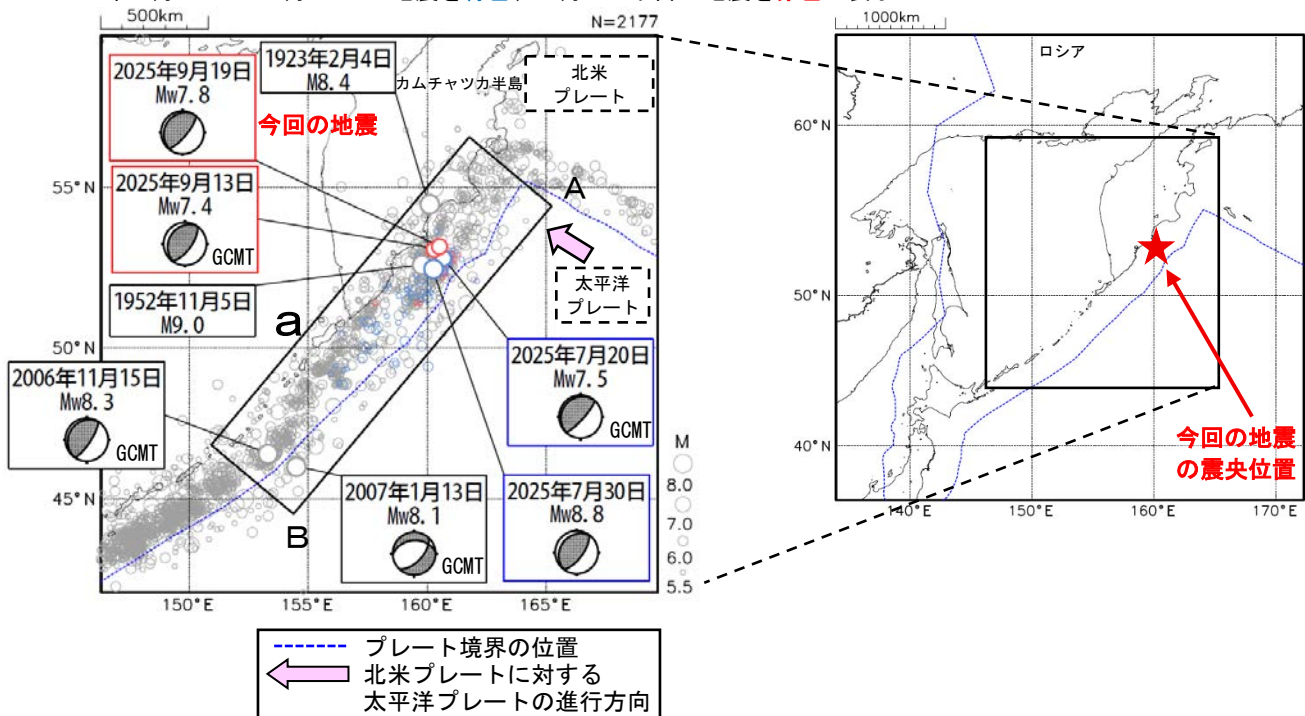 500km
N=2177
1923年2月4日
M8.4
カムチャツカ半島
北米
プレート
2025年9月19日
Mw7.8
今回の地震
2025年9月13日
Mw7.4
GCMT
1952年11月5日
M9.0
a
A
太平洋
プレート
2006年11月15日
Mw8.3
GCMT
2025年7月20日
Mw7.5
GCMT
2007年1月13日
Mw8.1
GCMT
2025年7月30日
Mw8.8
B
55°N
50°N
45°N
150°E
155°E
160°E
165°E
M
8.0
7.0
6.0
5.5
1000km
ロシア
60°N
50°N
40°N
140°E
150°E
160°E
170°E
今回の地震
の震央位置
プレート境界の位置
北米プレートに対する
太平洋プレートの進行方向